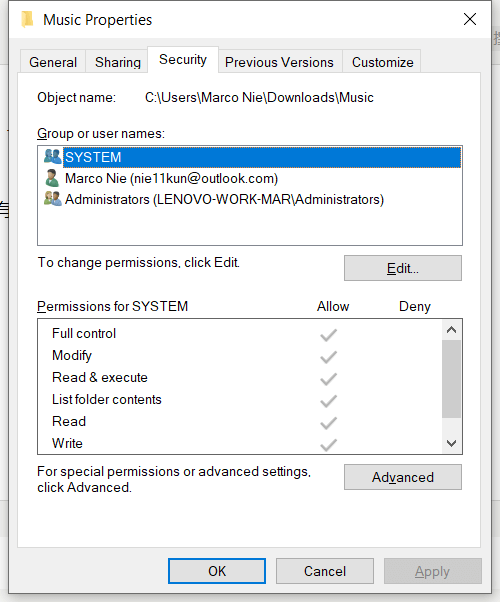 Music Properties
General
Sharing
Security
Previous Versions
Customize
Object name: C:\Users\Marco Nie\Downloads\Music
Group or user names:
SYSTEM
Marco Nie (nie11kun@outlook.com)
Administrators (LENOVO-WORK-MAR\Administrators)
To change permissions, click Edit.
Edit...
Permissions for SYSTEM Allow Deny
Full control
Modify
Read & execute
List folder contents
Read
Write
For special permissions or advanced settings,
click Advanced.
Advanced
OK
Cancel
Apply